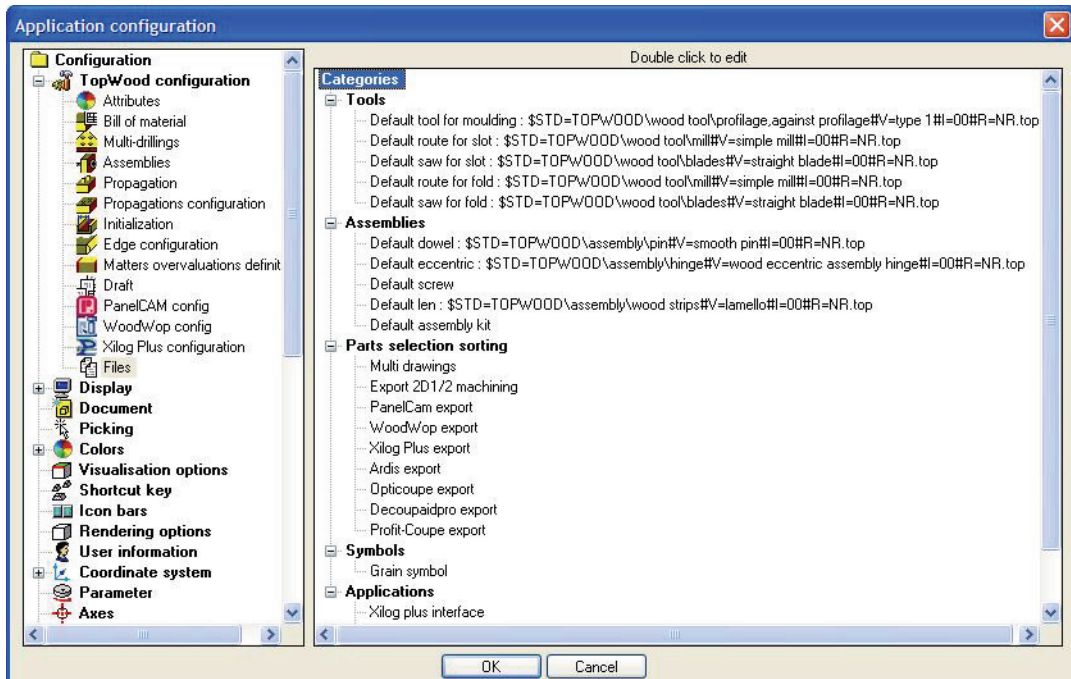 Application configuration
Configuration
TopWood configuration
Attributes
Bill of material
Multi-drillings
Assemblies
Propagation
Propagations configuration
Initialization
Edge configuration
Matters overvaluations definit
Draft
PanelCAM config
WoodWop config
Xilog Plus configuration
Files
Display
Document
Picking
Colors
Visualisation options
Shortcut key
Icon bars
Rendering options
User information
Coordinate system
Parameter
Axes
Double click to edit
Categories
Tools
Default tool for moulding : $STD=TOPWOOD\wood tool\profilage,against profilage#V=type 1#I=00#R=NR.top
Default route for slot : $STD=TOPWOOD\wood tool\mill#V=simple mill#I=00#R=NR.top
Default saw for slot : $STD=TOPWOOD\wood tool\blades#V=straight blade#I=00#R=NR.top
Default route for fold : $STD=TOPWOOD\wood tool\mill#V=simple mill#I=00#R=NR.top
Default saw for fold : $STD=TOPWOOD\wood tool\blades#V=straight blade#I=00#R=NR.top
Assemblies
Default dowel : $STD=TOPWOOD\assembly\pin#V=smooth pin#I=00#R=NR.top
Default eccentric : $STD=TOPWOOD\assembly\hinge#V=wood eccentric assembly hinge#I=00#R=NR.top
Default screw
Default len : $STD=TOPWOOD\assembly\wood strips#V=lamello#I=00#R=NR.top
Default assembly kit
Parts selection sorting
Multi drawings
Export 2D1/2 machining
PanelCam export
WoodWop export
Xilog Plus export
Ardis export
Opticoupe export
Decoupaidpro export
Profit-Coupe export
Symbols
Grain symbol
Applications
Xilog plus interface
OK
Cancel